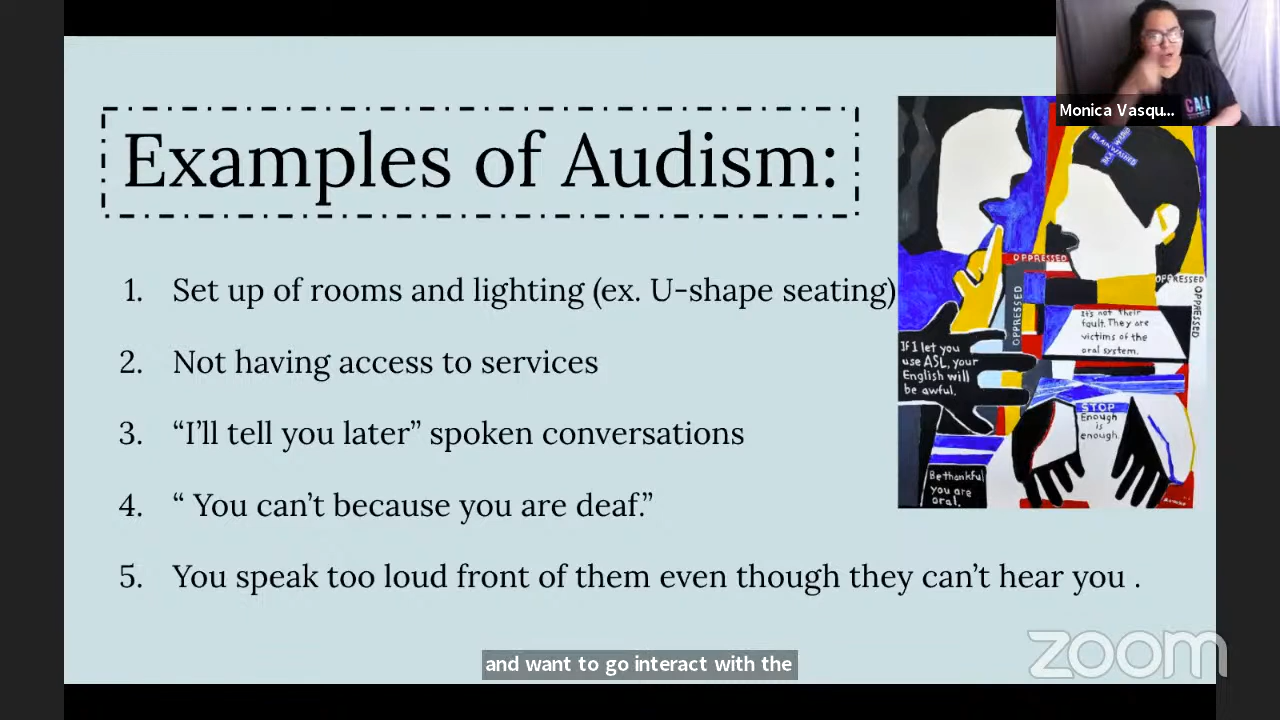 Monica Vasqu...
Examples of Audism:
1. Set up of rooms and lighting (ex. U-shape seating)
2. Not having access to services
3. “I’ll tell you later” spoken conversations
4. “ You can’t because you are deaf.”
5. You speak too loud front of them even though they can’t hear you .
BRAINWASHED
OPPRESSED
OPPRESSED
OPPRESSED
OPPRESSED
If I let you
use ASL, your
English will
be awful.
It's not their
fault. They are
victims of the
oral system.
STOP
Enough
is
enough.
Be thankful
you are
oral.
CALI
and want to go interact with the
zoom